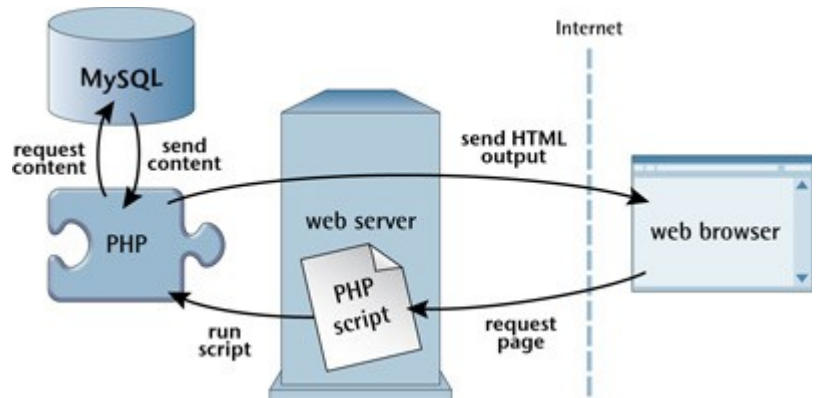 Internet
MySQL
request
content
send
content
send HTML
output
PHP
web server
web browser
PHP
script
run
script
request
page